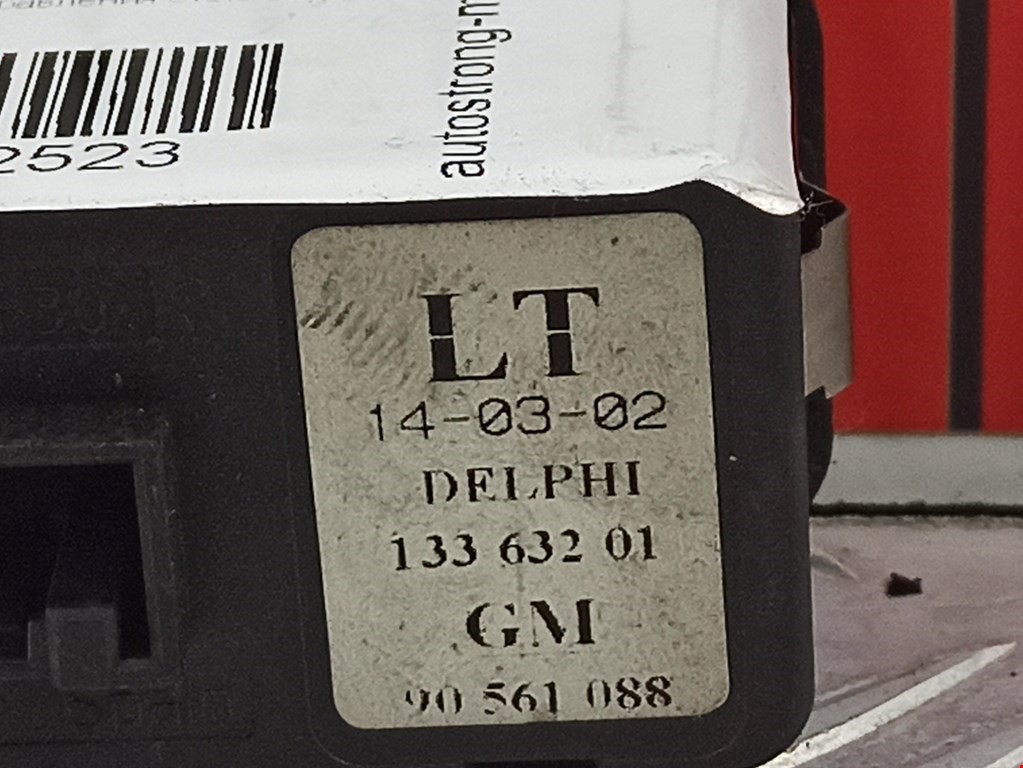 2523
autostrong-m
LT
14-03-02
DELPHI
133 632 01
GM
90 561 088